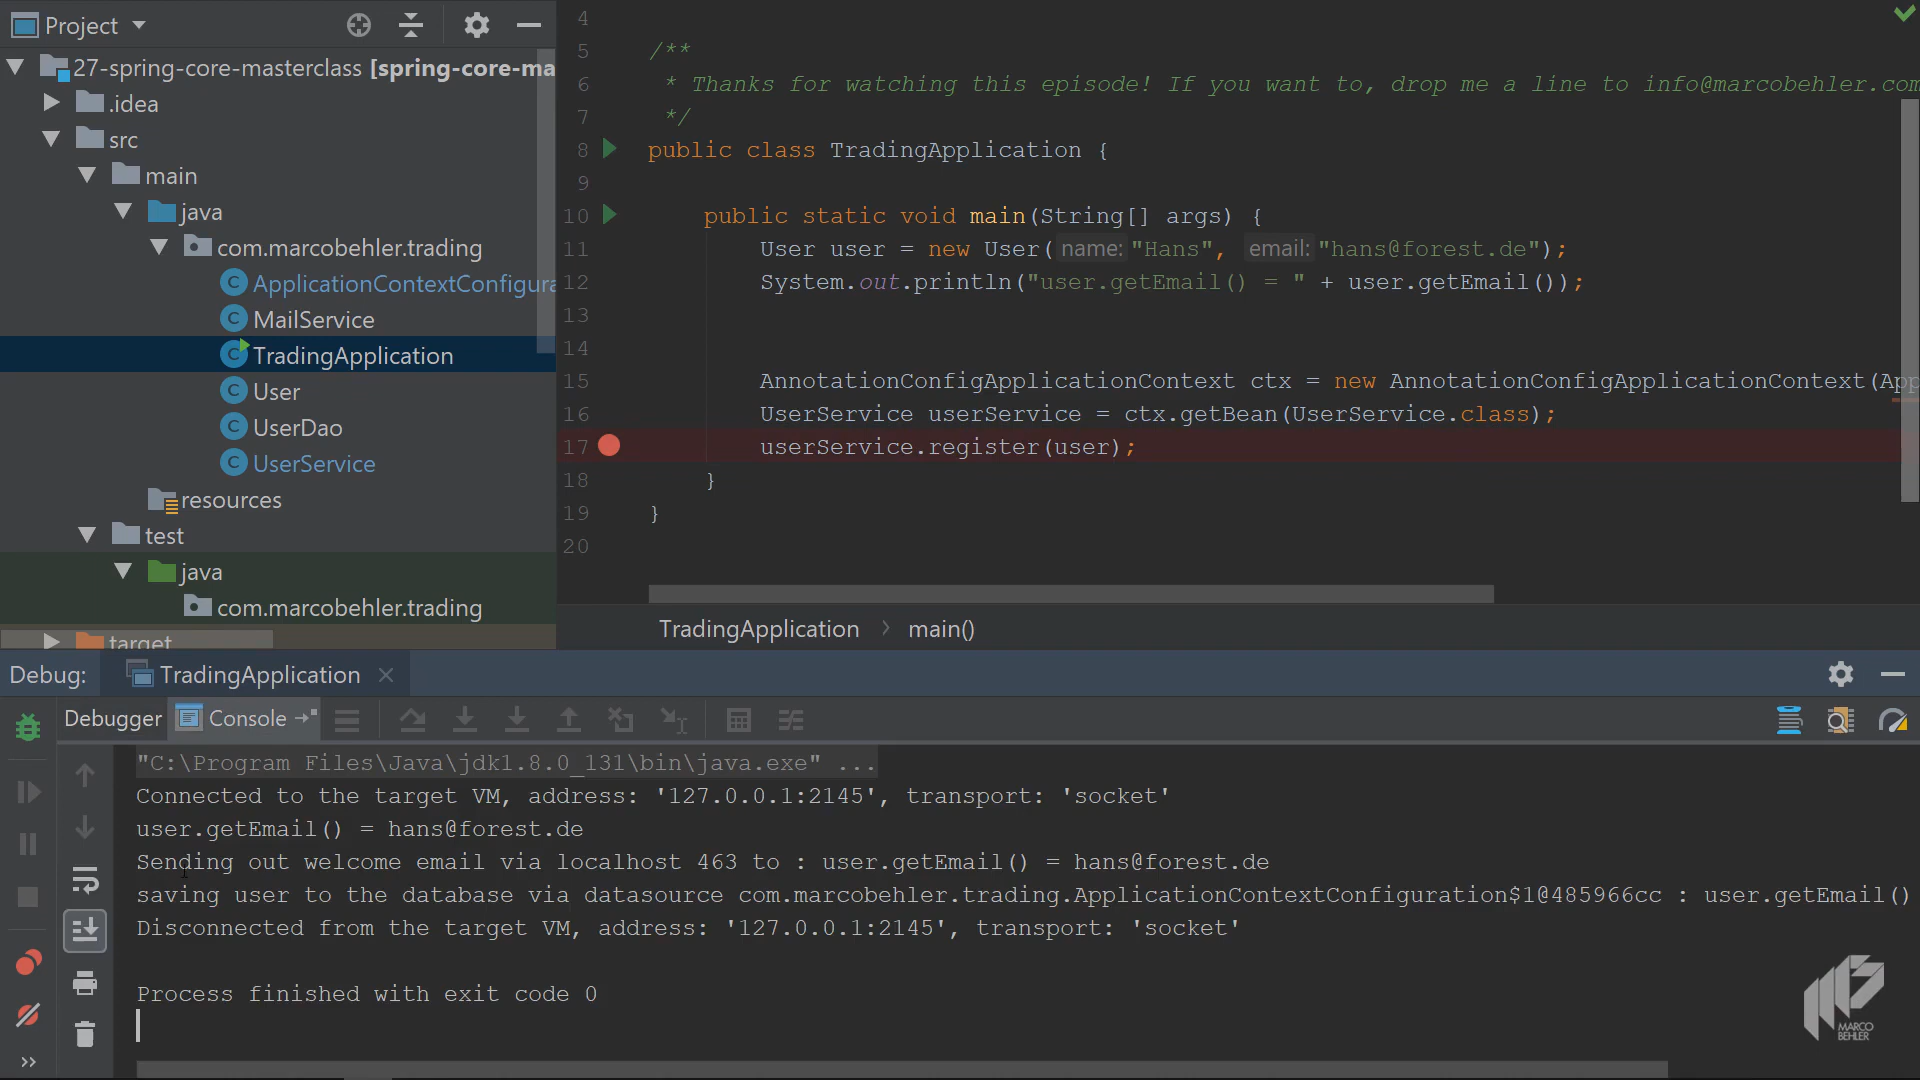 Project
27-spring-core-masterclass [spring-core-ma
.idea
src
main
java
com.marcobehler.trading
ApplicationContextConfigura
MailService
TradingApplication
User
UserDao
UserService
resources
test
java
com.marcobehler.trading
target
4
5 /**
6 * Thanks for watching this episode! If you want to, drop me a line to info@marcobehler.com
7 */
8 public class TradingApplication {
9
10 public static void main(String[] args) {
11 User user = new User( name: "Hans", email: "hans@forest.de");
12 System.out.println("user.getEmail() = " + user.getEmail());
13
14
15 AnnotationConfigApplicationContext ctx = new AnnotationConfigApplicationContext(App
16 UserService userService = ctx.getBean(UserService.class);
17 userService.register(user);
18 }
19 }
20
TradingApplication > main()
Debug: TradingApplication
Debugger Console
"C:\Program Files\Java\jdk1.8.0_131\bin\java.exe" ...
Connected to the target VM, address: '127.0.0.1:2145', transport: 'socket'
user.getEmail() = hans@forest.de
Sending out welcome email via localhost 463 to : user.getEmail() = hans@forest.de
saving user to the database via datasource com.marcobehler.trading.ApplicationContextConfiguration$1@485966cc : user.getEmail()
Disconnected from the target VM, address: '127.0.0.1:2145', transport: 'socket'
Process finished with exit code 0
MARCO
BEHLER